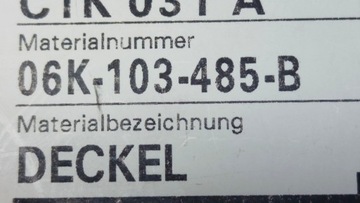 Materialnummer
06K-103-485-B
Materialbezeichnung
DECKEL